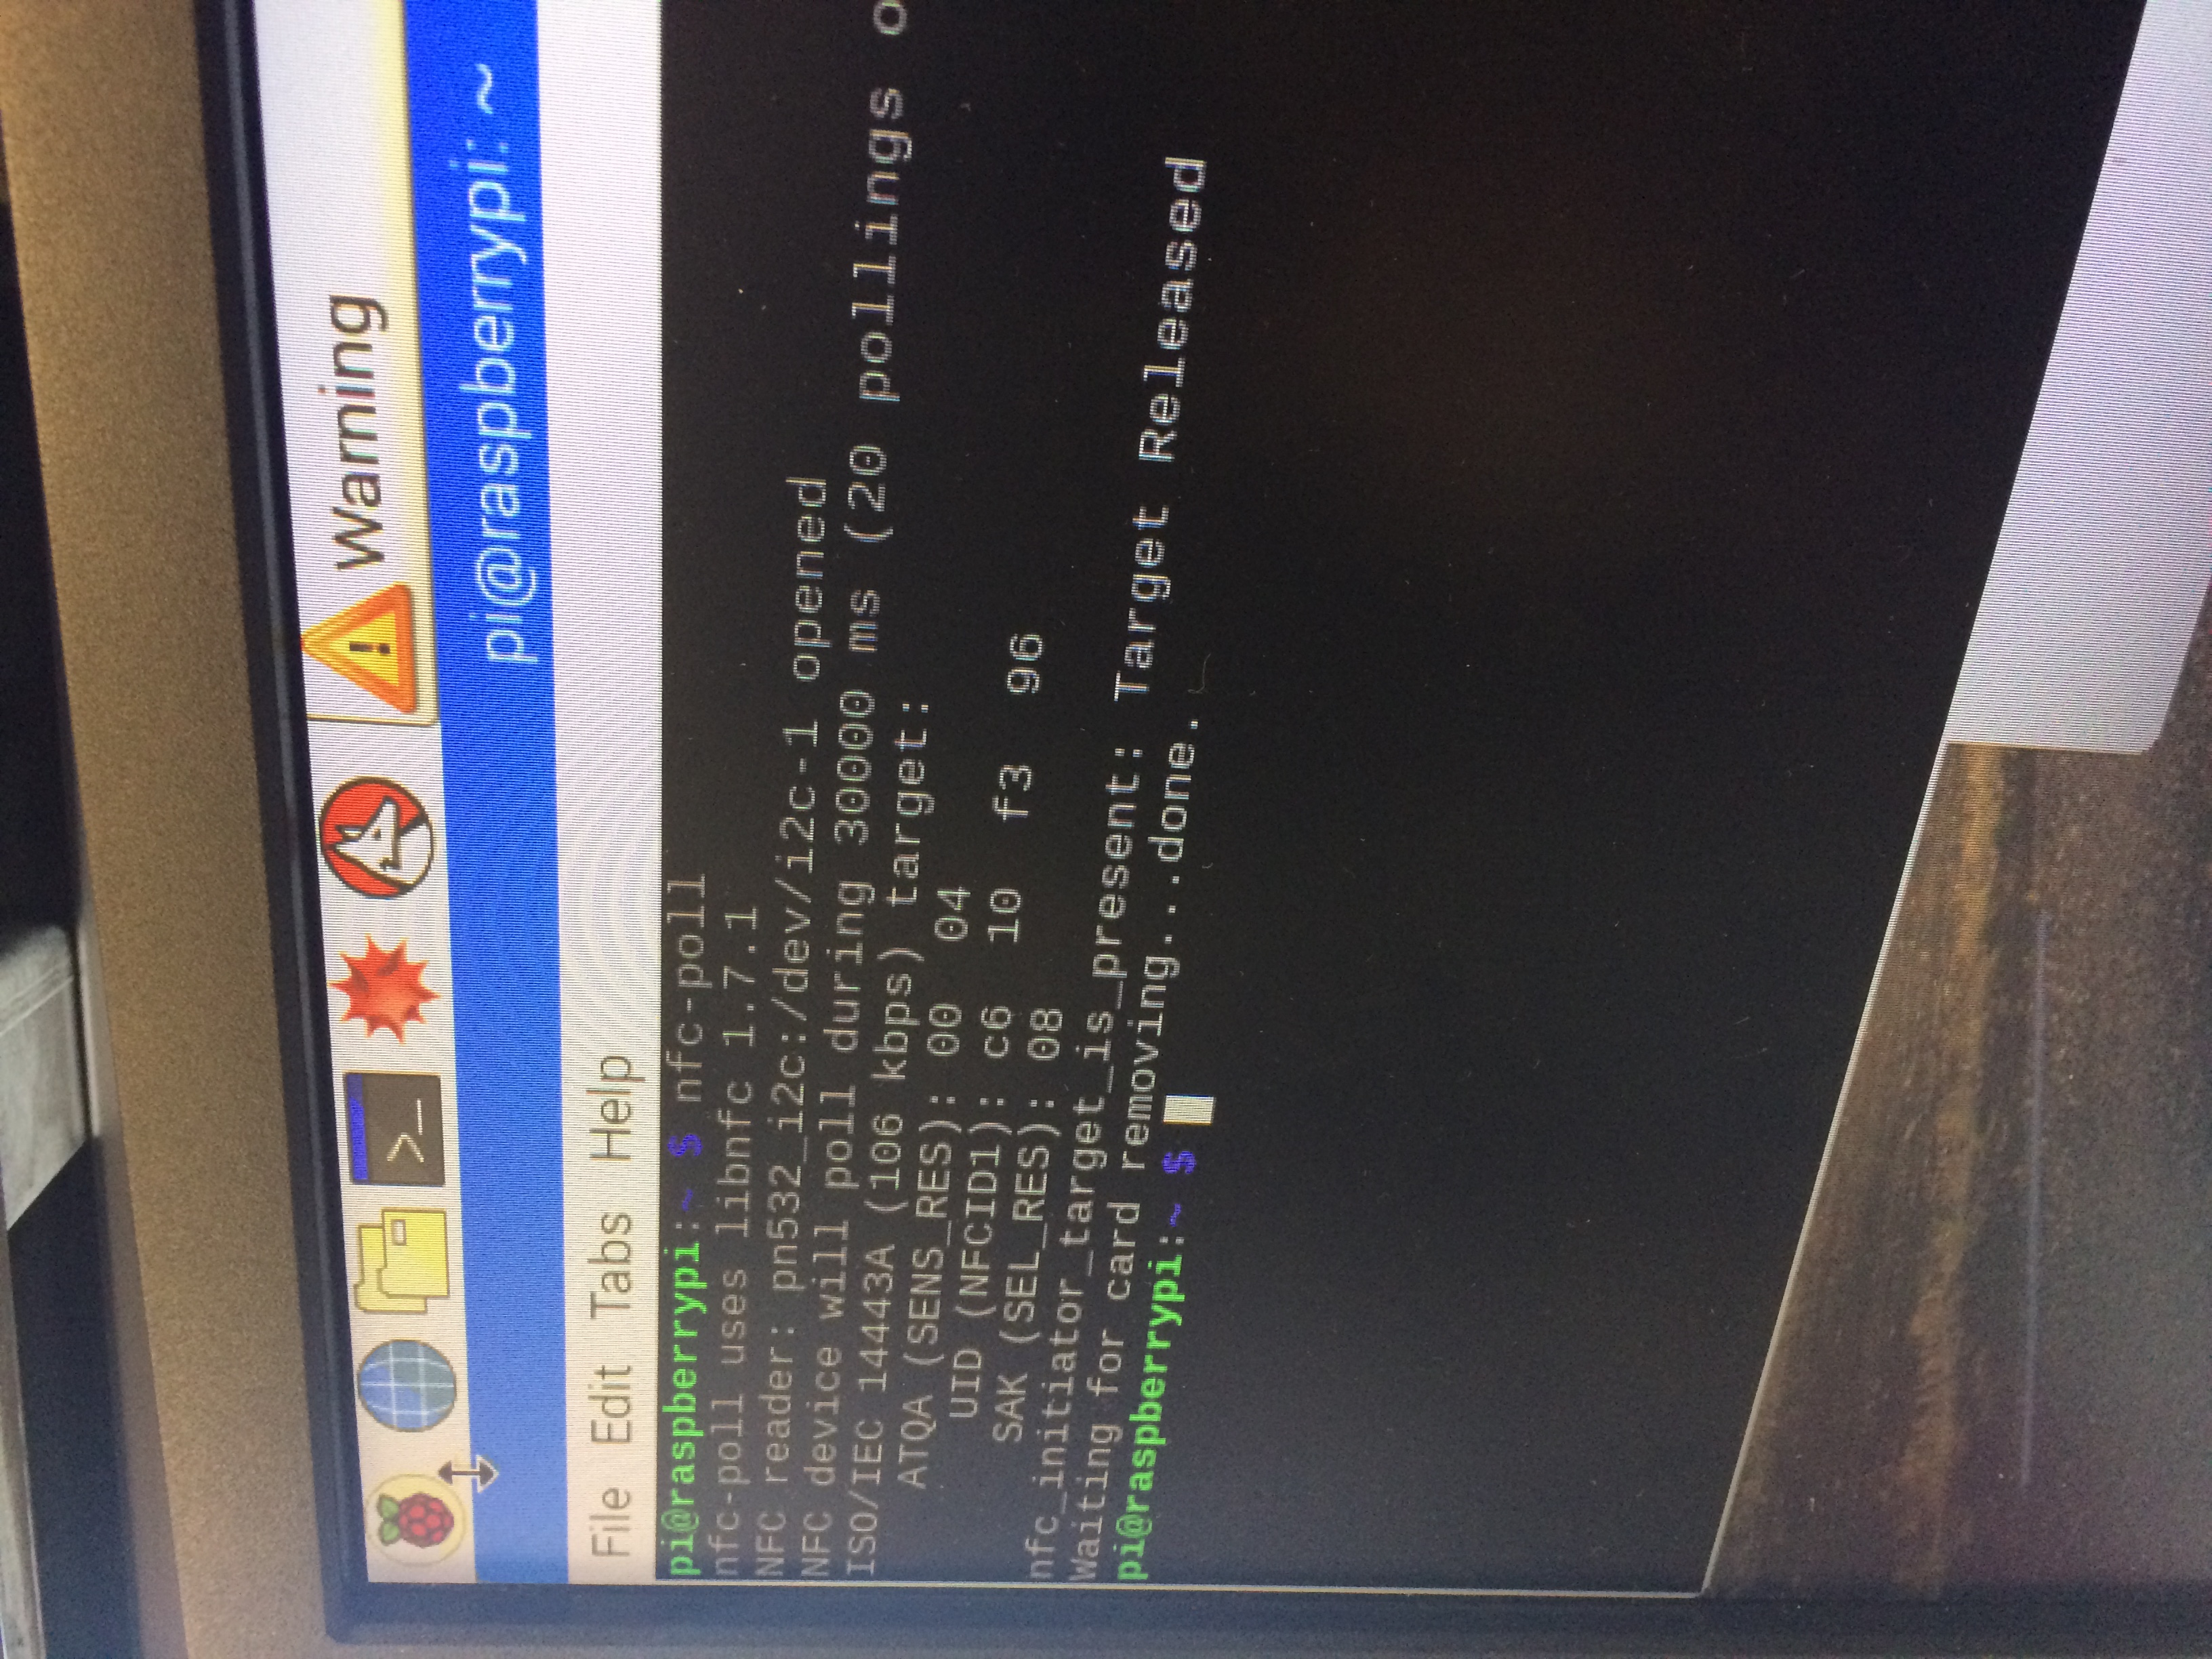 Warning
pi@raspberrypi: ~
File Edit Tabs Help
pi@raspberrypi:~ $ nfc-poll
nfc-poll uses libnfc 1.7.1
NFC reader: pn532_i2c:/dev/i2c-1 opened
NFC device will poll during 30000 ms (20 pollings
ISO/IEC 14443A (106 kbps) target:
ATQA (SENS_RES): 00 04
UID (NFCID1): c6 10 f3 96
SAK (SEL_RES): 08
nfc_initiator_target_is_present: Target Released
Waiting for card removing...done.
pi@raspberrypi:~ $